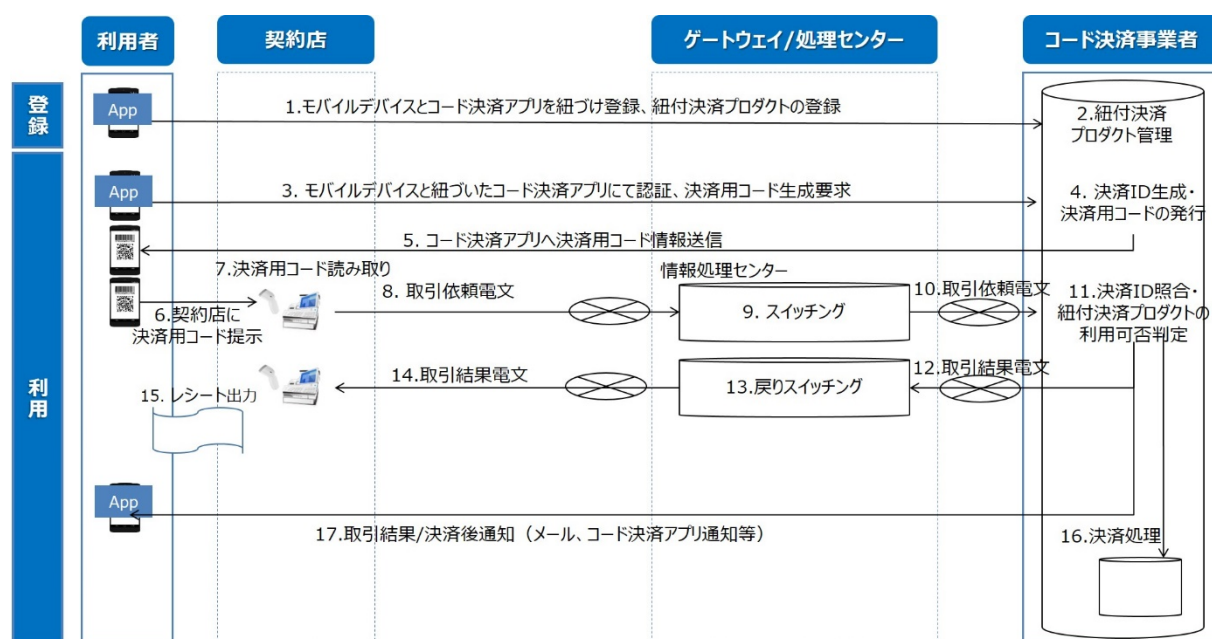 利用者
契約店
ゲートウェイ/処理センター
コード決済事業者
登
録
App
1.モバイルデバイスとコード決済アプリを紐づけ登録、紐付決済プロダクトの登録
2.紐付決済
プロダクト管理
利
用
App
3. モバイルデバイスと紐づいたコード決済アプリにて認証、決済用コード生成要求
4. 決済ID生成・
決済用コードの発行
5. コード決済アプリへ決済用コード情報送信
7.決済用コード読み取り
情報処理センター
8. 取引依頼電文
10.取引依頼電文
6.契約店に
決済用コード提示
9. スイッチング
11.決済ID照合・
紐付決済プロダクトの
利用可否判定
14.取引結果電文
13.戻りスイッチング
12.取引結果電文
15. レシート出力
App
17.取引結果/決済後通知（メール、コード決済アプリ通知等）
16.決済処理